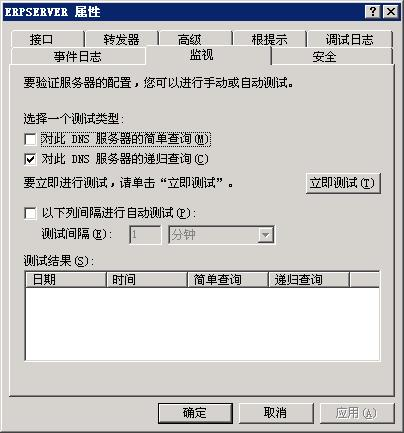 ERPSERVER 属性
接口 转发器 高级 根提示 调试日志
事件日志 监视 安全
要验证服务器的配置，您可以进行手动或自动测试。
选择一个测试类型:
对此 DNS 服务器的简单查询(M)
对此 DNS 服务器的递归查询(C)
要立即进行测试，请单击“立即测试”。 立即测试(T)
以下列间隔进行自动测试(P):
测试间隔(E): 1 分钟
测试结果(S):
日期 时间 简单查询 递归查询
确定 取消 应用(A)